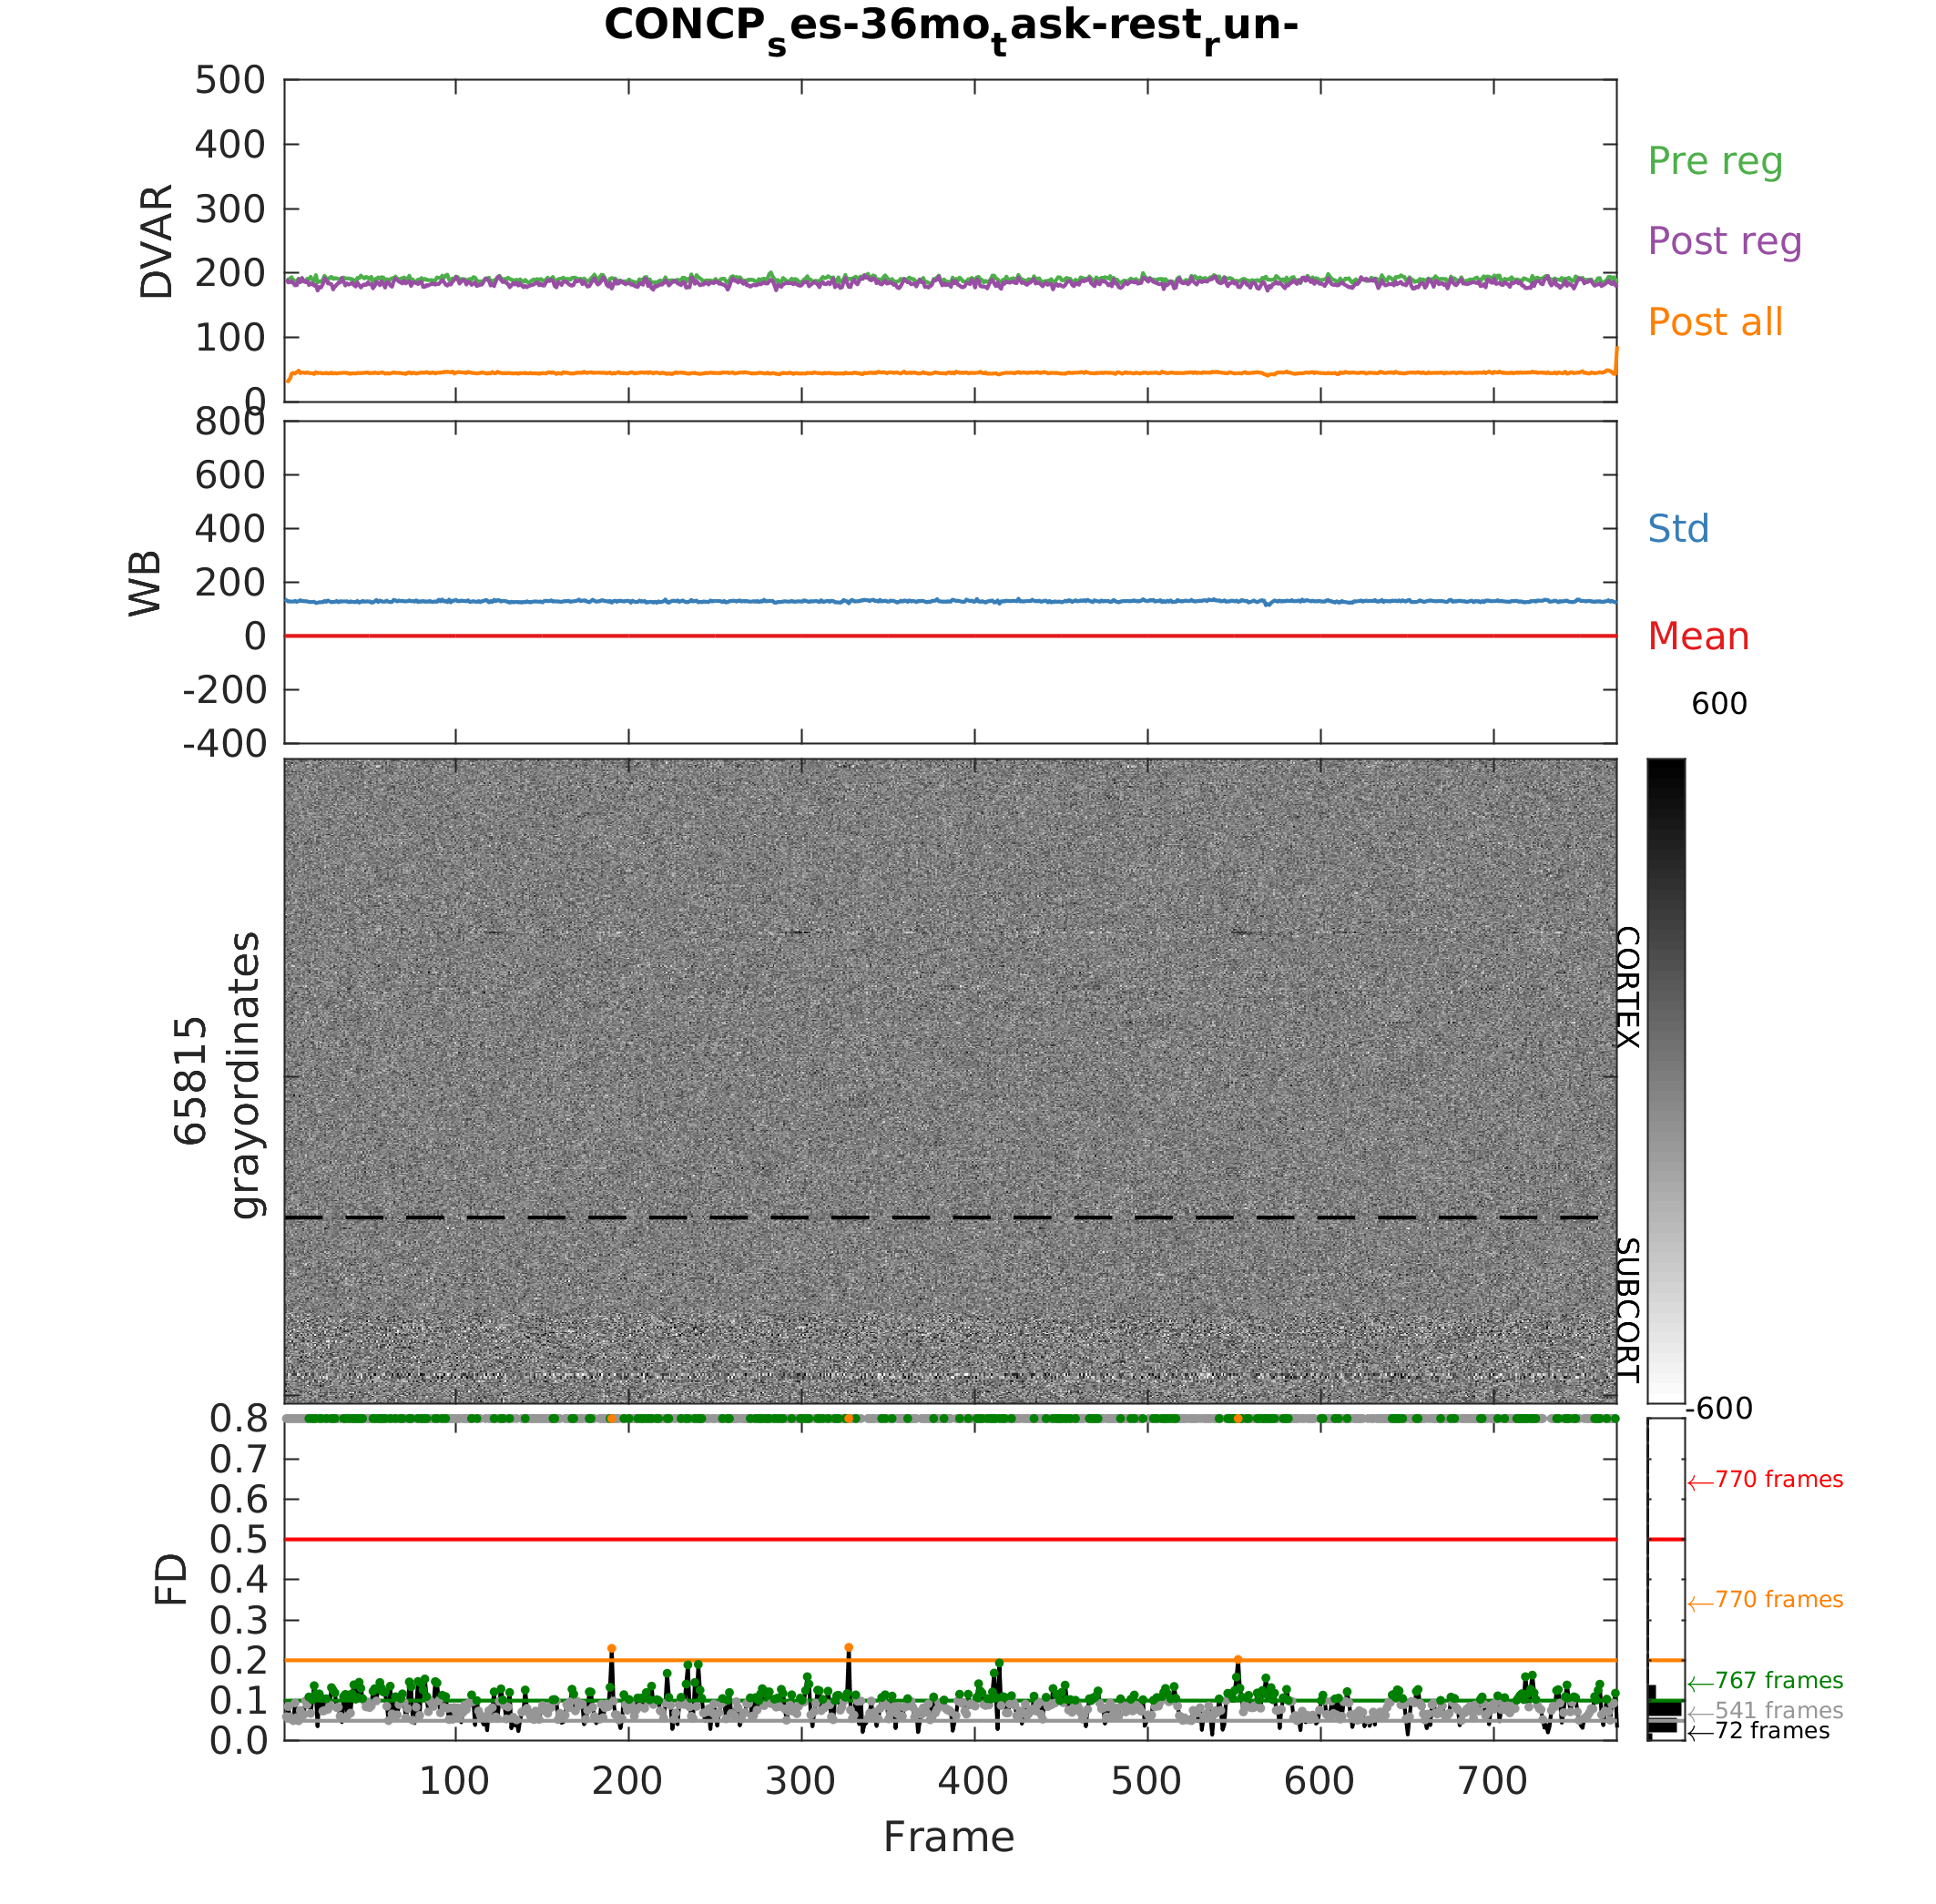 CONCPses-36motask-restrun-
500
400
300
200
100
0
DVAR
Pre reg
Post reg
Post all
800
600
400
200
0
-200
-400
WB
Std
Mean
600
65815
grayordinates
CORTEX
SUBCORT
-600
0.8
0.7
0.6
0.5
0.4
0.3
0.2
0.1
0.0
FD
←770 frames
←770 frames
←767 frames
←541 frames
←72 frames
100 200 300 400 500 600 700
Frame